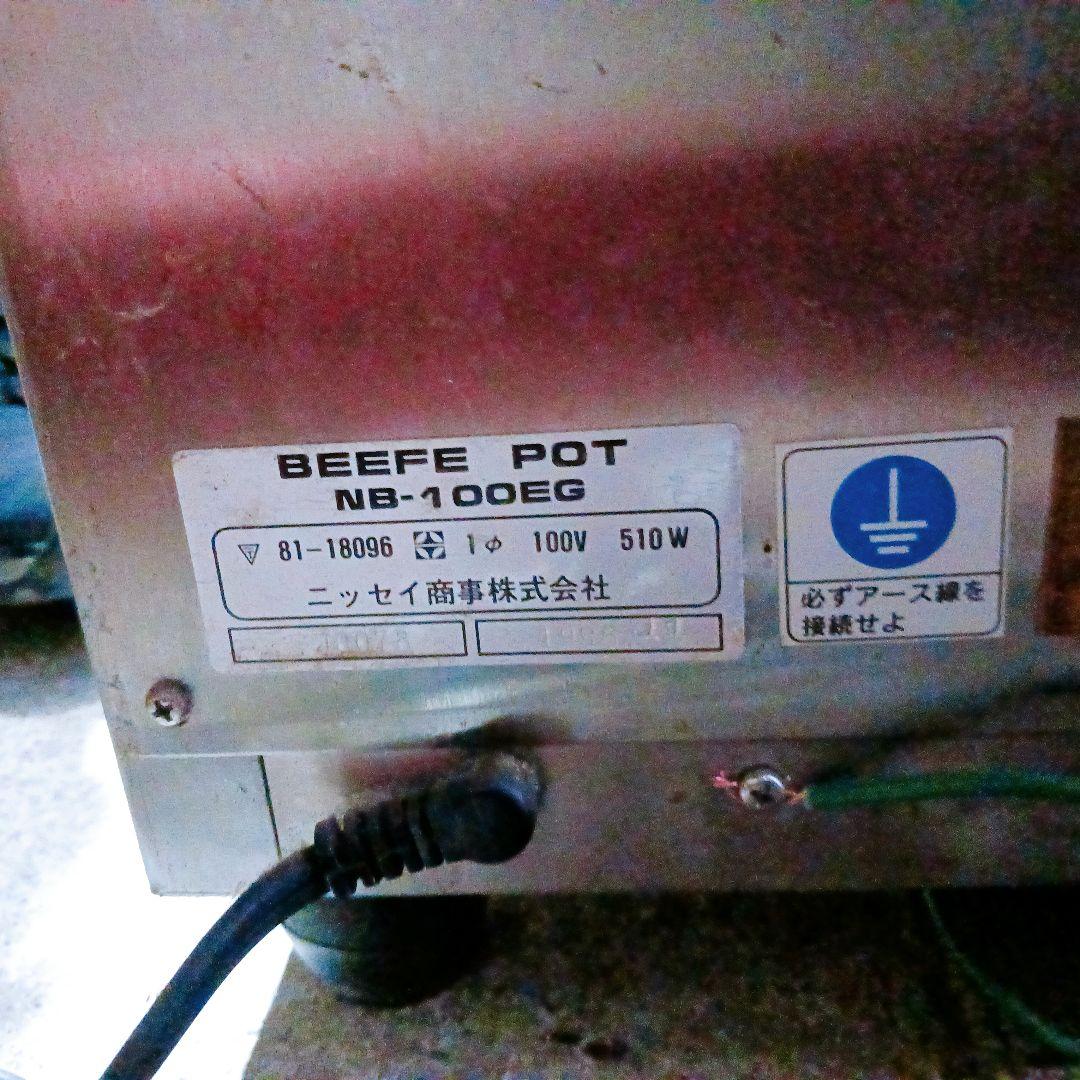 BEEFE POT
NB-100EG
81-18096 1φ 100V 510W
ニッセイ商事株式会社
必ずアース線を
接続せよ